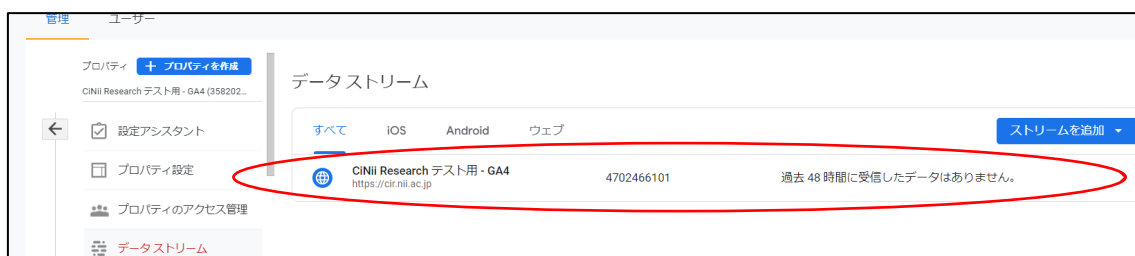 管理 ユーザー
プロパティ + プロパティを作成
CiNii Research テスト用 - GA4 (358202...
設定アシスタント
プロパティ設定
プロパティのアクセス管理
データ ストリーム
データ ストリーム
すべて iOS Android ウェブ
ストリームを追加
CiNii Research テスト用 - GA4
https://cir.nii.ac.jp
4702466101
過去 48 時間に受信したデータはありません。